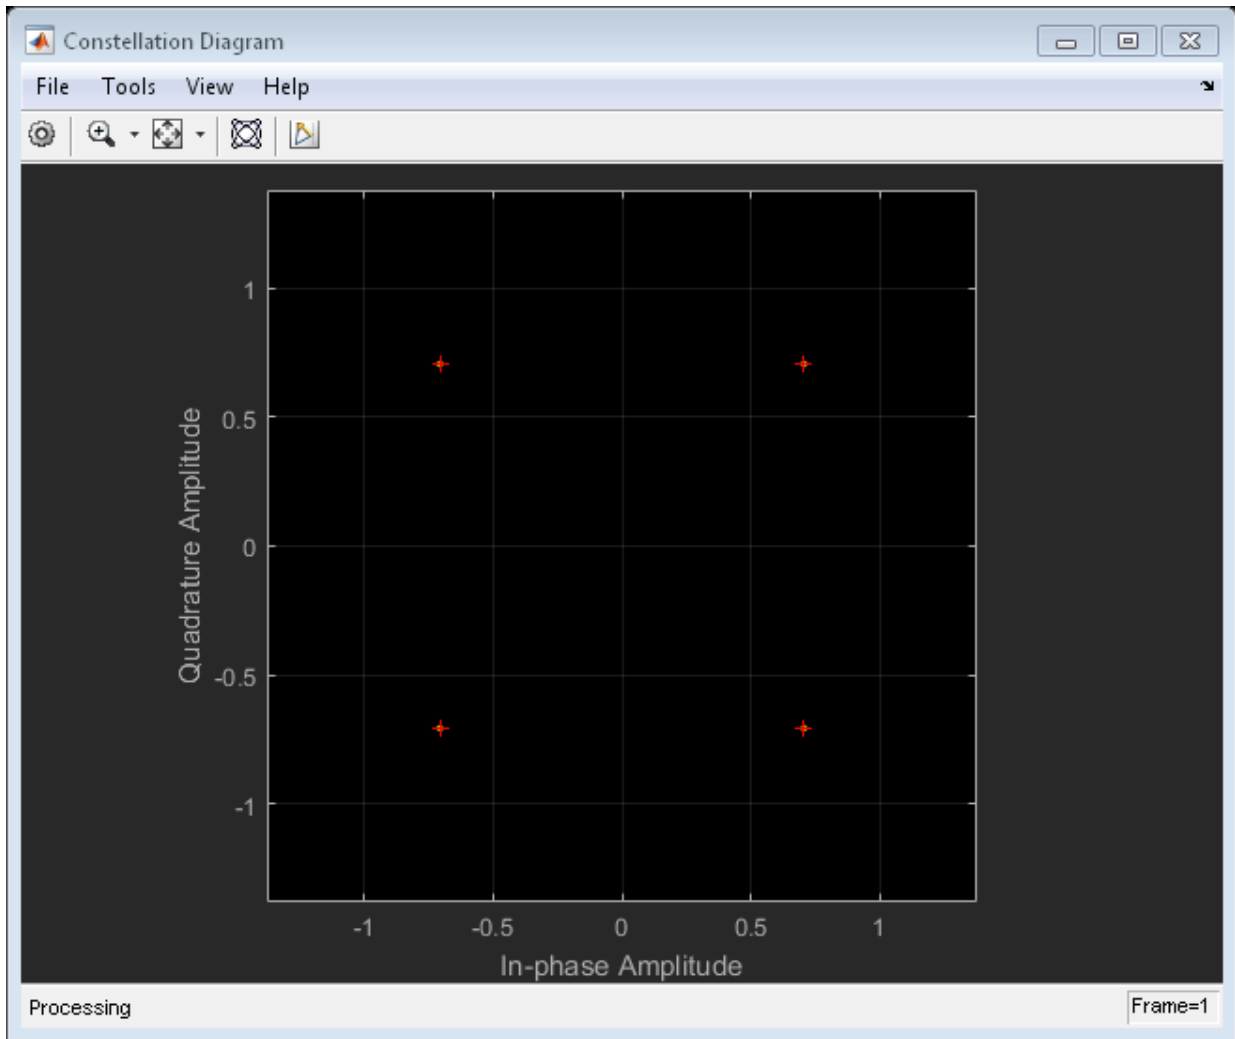 Constellation Diagram
File Tools View Help
1
0.5
0
-0.5
-1
Quadrature Amplitude
-1 -0.5 0 0.5 1
In-phase Amplitude
Processing
Frame=1